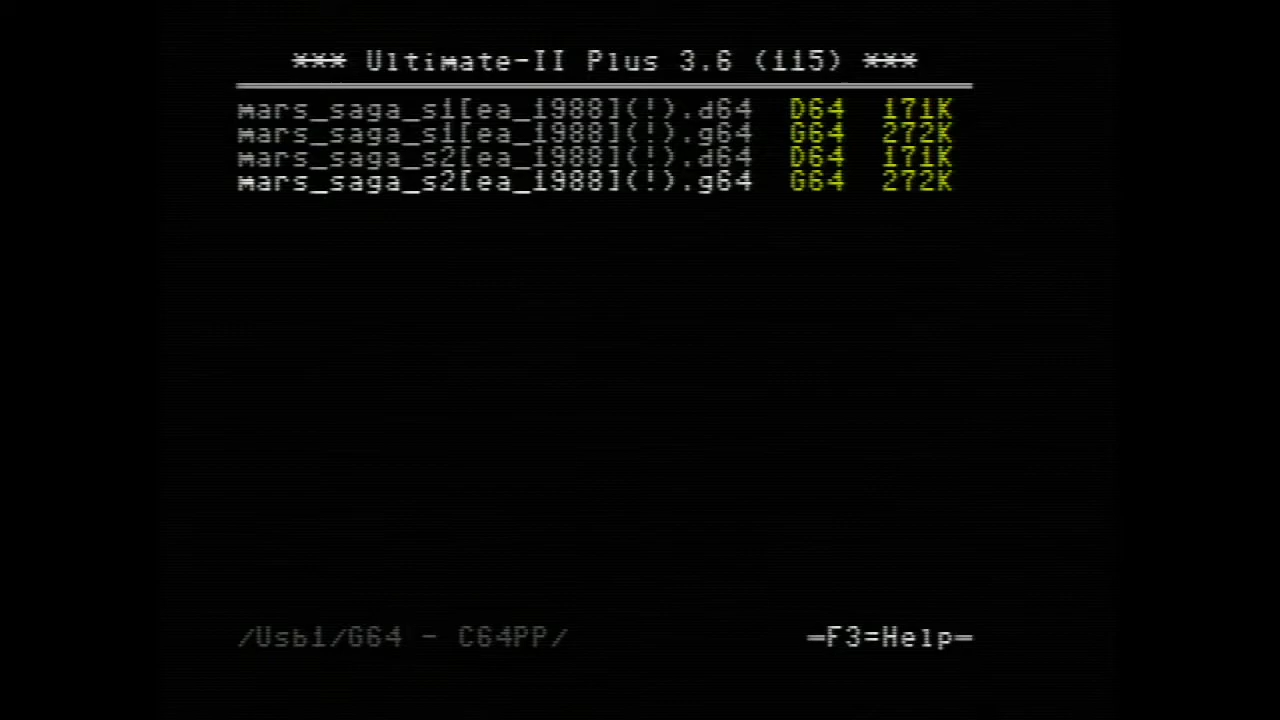 *** Ultimate-II Plus 3.6 (115) ***
mars_saga_s1[ea_1988](!).d64 D64 171K
mars_saga_s1[ea_1988](!).g64 G64 272K
mars_saga_s2[ea_1988](!).d64 D64 171K
mars_saga_s2[ea_1988](!).g64 G64 272K
/Usb1/G64 - C64PP/ -F3=Help-